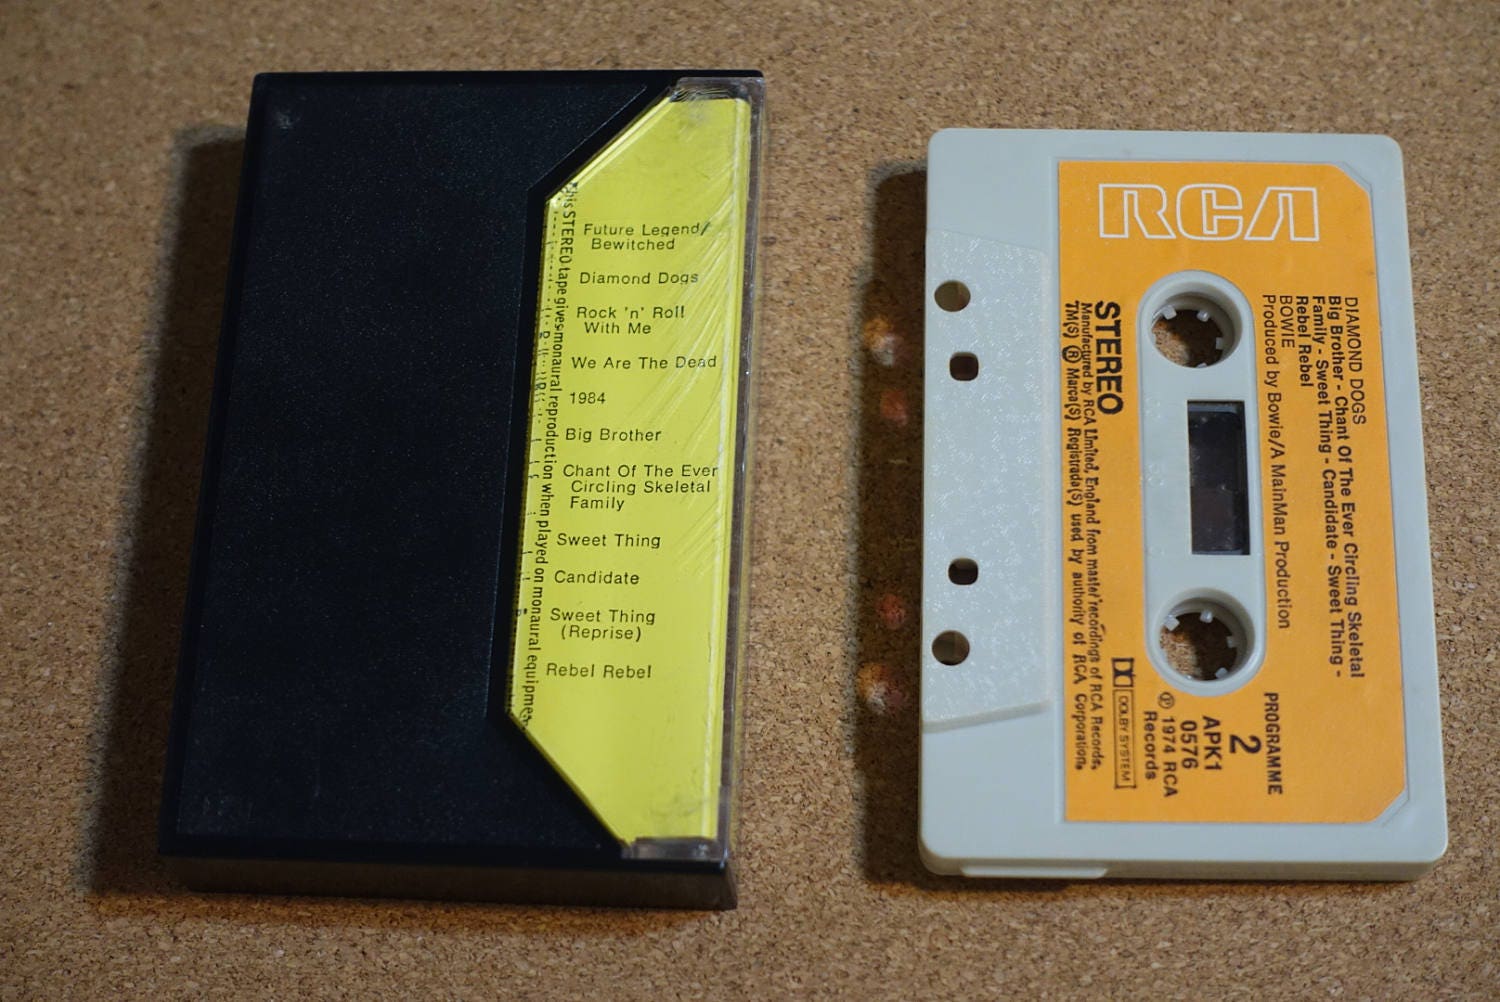 Future Legend/
Bewitched
Diamond Dogs
Rock 'n' Roll
With Me
We Are The Dead
1984
Big Brother
Chant Of The Ever
Circling Skeletal
Family
Sweet Thing
Candidate
Sweet Thing
(Reprise)
Rebel Rebel
this STEREO tape gives monaural reproduction when played on monaural equipme
RCA
DIAMOND DOGS
Big Brother - Chant Of The Ever Circling Skeletal
Family - Sweet Thing - Candidate - Sweet Thing -
Rebel Rebel
BOWIE
Produced by Bowie/A MainMan Production
PROGRAMME
2
APK1
0576
℗ 1974 RCA
Records
STEREO
Manufactured by RCA Limited, England from master recordings of RCA Records,
TM(S) ® Marca(S) Registrada(S) used by authority of RCA Corporation.
DOLBY SYSTEM